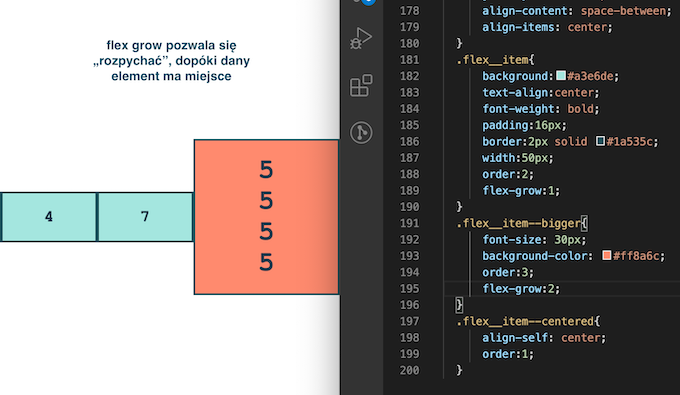 flex grow pozwala się
„rozpychać”, dopóki dany
element ma miejsce
4
7
5
5
5
5
178 align-content: space-between;
179 align-items: center;
180 }
181 .flex__item{
182 background:#a3e6de;
183 text-align:center;
184 font-weight: bold;
185 padding:16px;
186 border:2px solid #1a535c;
187 width:50px;
188 order:2;
189 flex-grow:1;
190 }
191 .flex__item--bigger{
192 font-size: 30px;
193 background-color: #ff8a6c;
194 order:3;
195 flex-grow:2;
196 }
197 .flex__item--centered{
198 align-self: center;
199 order:1;
200 }